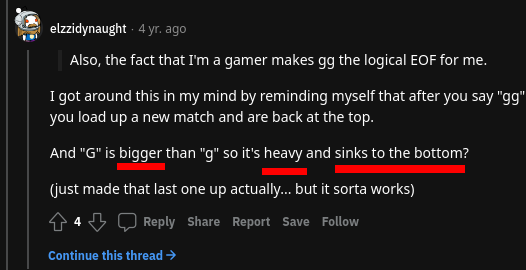 elzzidynaught · 4 yr. ago
Also, the fact that I'm a gamer makes gg the logical EOF for me.
I got around this in my mind by reminding myself that after you say "gg"
you load up a new match and are back at the top.
And "G" is bigger than "g" so it's heavy and sinks to the bottom?
(just made that last one up actually... but it sorta works)
4 Reply Share Report Save Follow
Continue this thread →